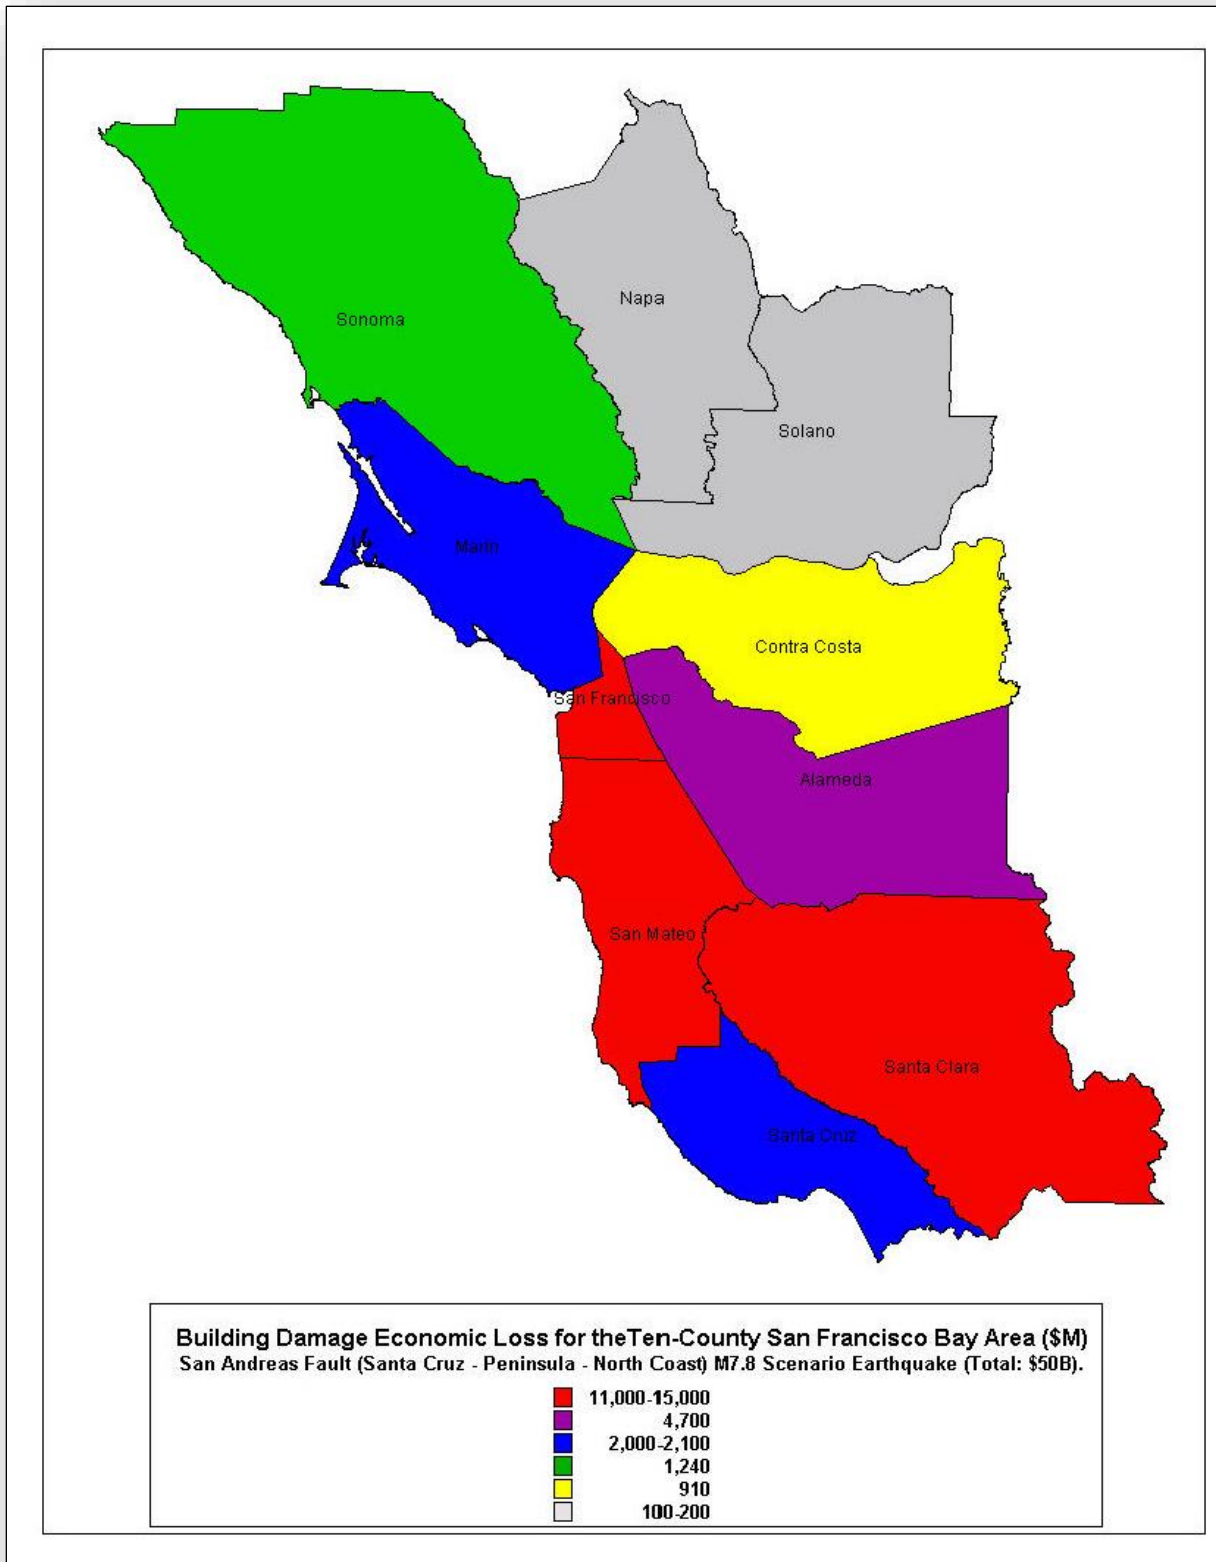 Sonoma
Napa
Solano
Marin
Contra Costa
San Francisco
Alameda
San Mateo
Santa Clara
Santa Cruz
Building Damage Economic Loss for theTen-County San Francisco Bay Area ($M)
San Andreas Fault (Santa Cruz - Peninsula - North Coast) M7.8 Scenario Earthquake (Total: $50B).
11,000-15,000
4,700
2,000-2,100
1,240
910
100-200